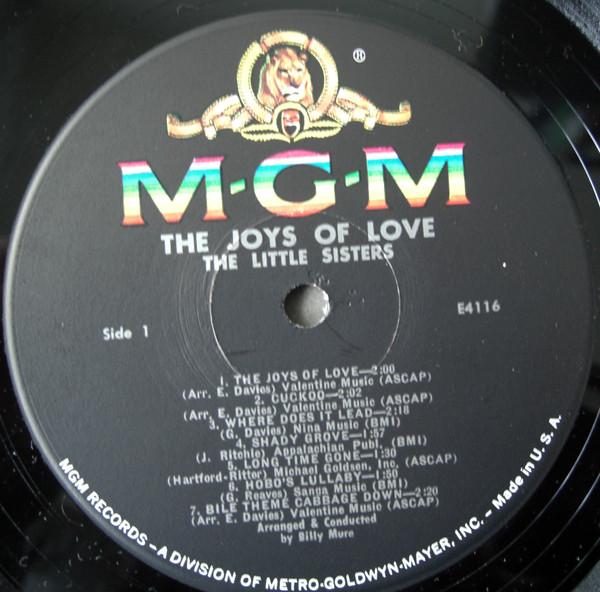 ®
M-G-M
THE JOYS OF LOVE
THE LITTLE SISTERS
Side 1
E4116
1. THE JOYS OF LOVE—2:00
(Arr. E. Davies) Valentine Music (ASCAP)
2. CUCKOO—2:02
(Arr. E. Davies) Valentine Music (ASCAP)
3. WHERE DOES IT LEAD—2:18
(G. Davies) Nina Music (BMI)
4. SHADY GROVE—1:57
(J. Ritchie) Appalachian Publ. (BMI)
5. LONG TIME GONE—1:30
(Hartford-Ritter) Michael Goldsen, Inc. (ASCAP)
6. HOBO'S LULLABY—1:50
(G. Reaves) Sanga Music (BMI)
7. BILE THEME CABBAGE DOWN—2:20
(Arr. E. Davies) Valentine Music (ASCAP)
Arranged & Conducted
by Billy Mure
MGM RECORDS – A DIVISION OF METRO-GOLDWYN-MAYER, INC. – Made in U.S.A.